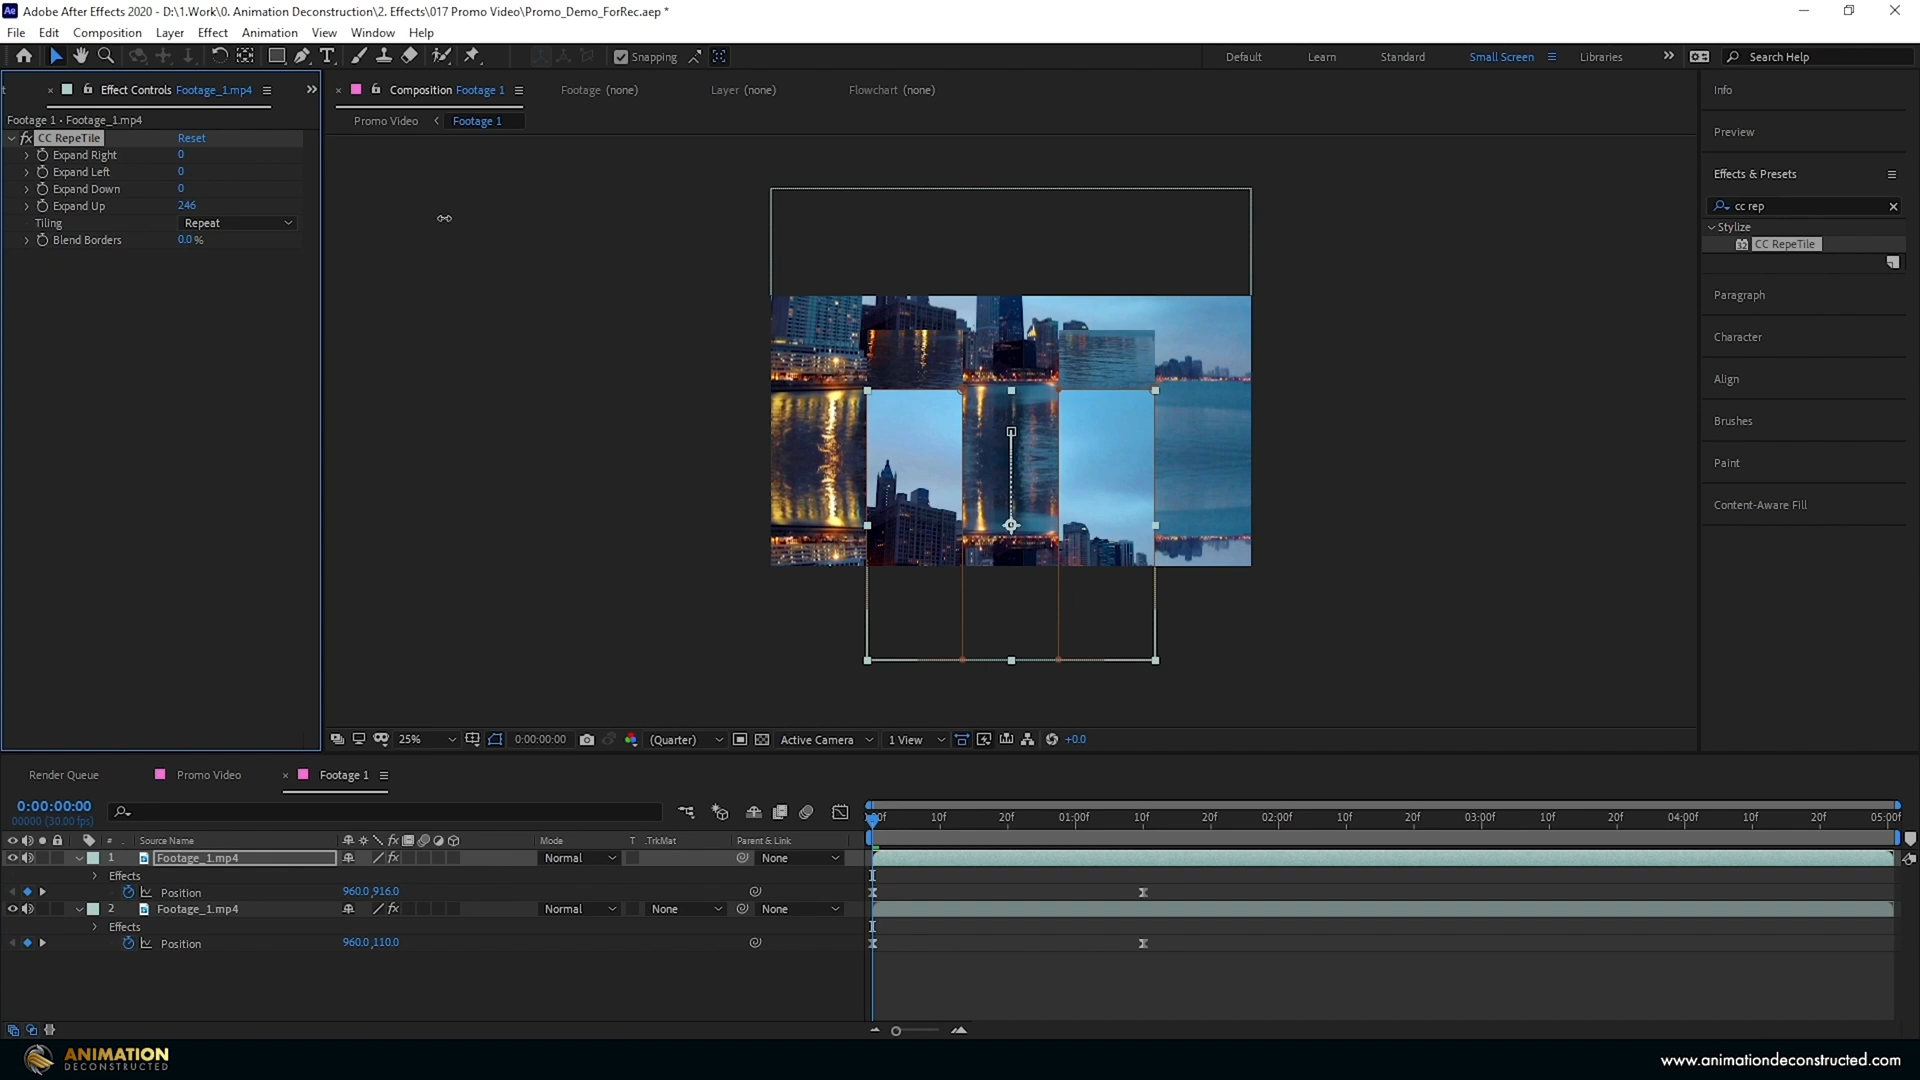 Adobe After Effects 2020 - D:\1.Work\0. Animation Deconstruction\2. Effects\017 Promo Video\Promo_Demo_ForRec.aep *
File Edit Composition Layer Effect Animation View Window Help
Snapping
Default Learn Standard Small Screen Libraries Search Help
Effect Controls Footage_1.mp4
Composition Footage 1
Footage (none)
Layer (none)
Flowchart (none)
Info
Footage 1 • Footage_1.mp4
Promo Video Footage 1
Preview
fx CC RepeTile Reset
Expand Right 0
Expand Left 0
Expand Down 0
Expand Up 246
Tiling Repeat
Blend Borders 0.0 %
Effects & Presets
cc rep
Stylize
32 CC RepeTile
Paragraph
Character
Align
Brushes
Paint
Content-Aware Fill
25% 0:00:00:00 (Quarter) Active Camera 1 View +0.0
Render Queue Promo Video Footage 1
0:00:00:00
00000 (30.00 fps)
10f 20f 01:00f 10f 20f 02:00f 10f 20f 03:00f 10f 20f 04:00f 10f 20f 05:00f
# Source Name fx Mode T .TrkMat Parent & Link
1 Footage_1.mp4 fx Normal None
Effects
Position 960.0,916.0
2 Footage_1.mp4 fx Normal None None
Effects
Position 960.0,110.0
ANIMATION
DECONSTRUCTED
www.animationdeconstructed.com